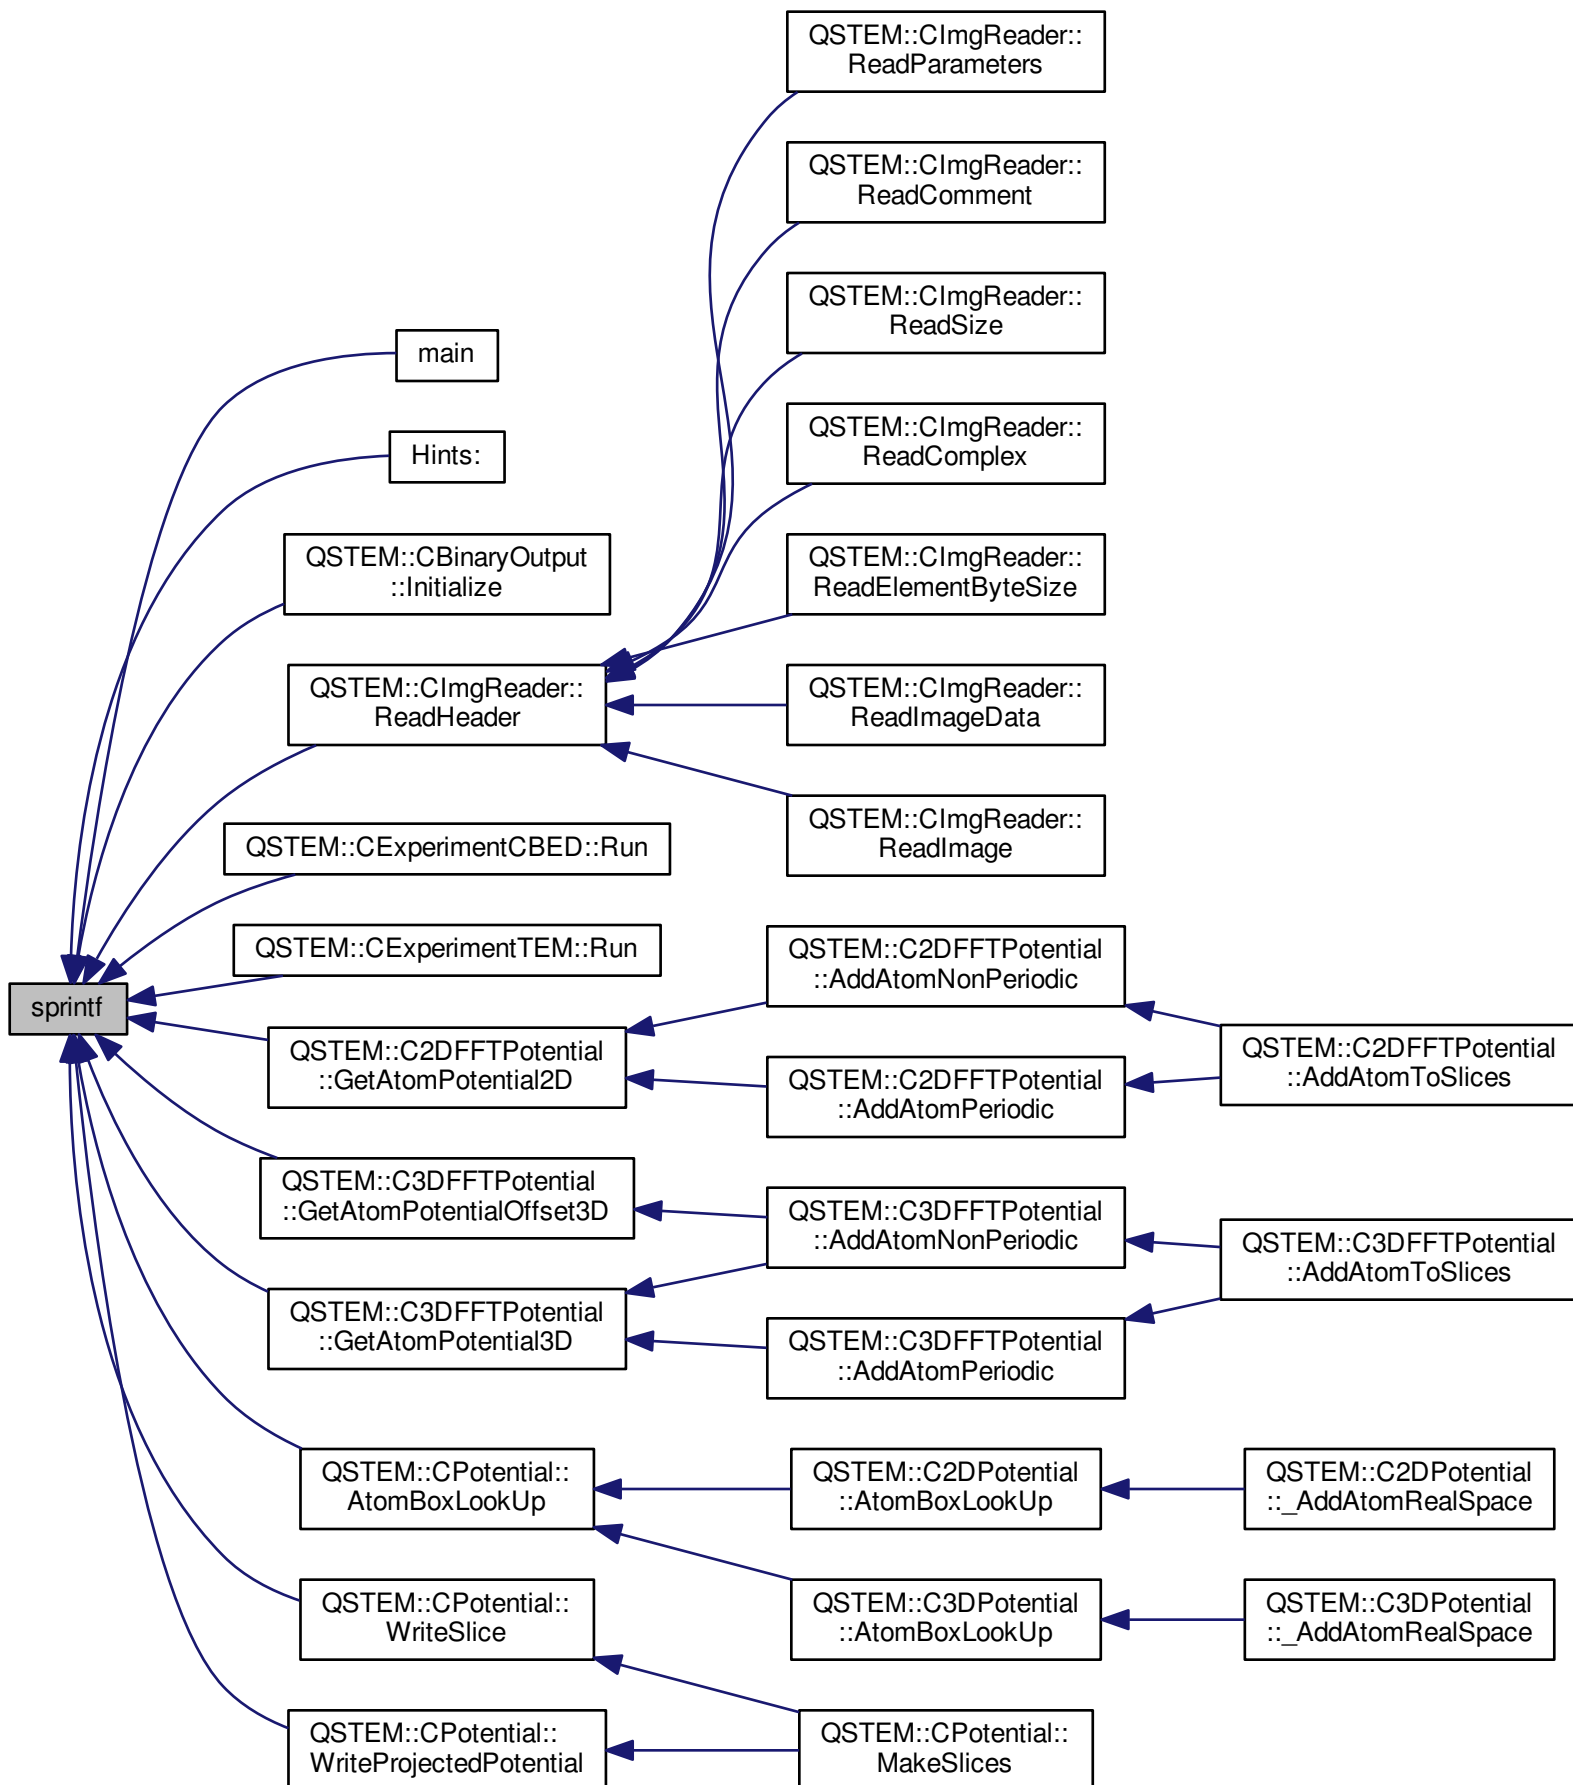 QSTEM::CImgReader::
ReadParameters
QSTEM::CImgReader::
ReadComment
QSTEM::CImgReader::
ReadSize
main
QSTEM::CImgReader::
ReadComplex
Hints:
QSTEM::CBinaryOutput
::Initialize
QSTEM::CImgReader::
ReadElementByteSize
QSTEM::CImgReader::
ReadHeader
QSTEM::CImgReader::
ReadImageData
QSTEM::CExperimentCBED::Run
QSTEM::CImgReader::
ReadImage
QSTEM::CExperimentTEM::Run
QSTEM::C2DFFTPotential
::AddAtomNonPeriodic
sprintf
QSTEM::C2DFFTPotential
::GetAtomPotential2D
QSTEM::C2DFFTPotential
::AddAtomPeriodic
QSTEM::C2DFFTPotential
::AddAtomToSlices
QSTEM::C3DFFTPotential
::GetAtomPotentialOffset3D
QSTEM::C3DFFTPotential
::AddAtomNonPeriodic
QSTEM::C3DFFTPotential
::AddAtomToSlices
QSTEM::C3DFFTPotential
::GetAtomPotential3D
QSTEM::C3DFFTPotential
::AddAtomPeriodic
QSTEM::CPotential::
AtomBoxLookUp
QSTEM::C2DPotential
::AtomBoxLookUp
QSTEM::C2DPotential
::_AddAtomRealSpace
QSTEM::CPotential::
WriteSlice
QSTEM::C3DPotential
::AtomBoxLookUp
QSTEM::C3DPotential
::_AddAtomRealSpace
QSTEM::CPotential::
WriteProjectedPotential
QSTEM::CPotential::
MakeSlices